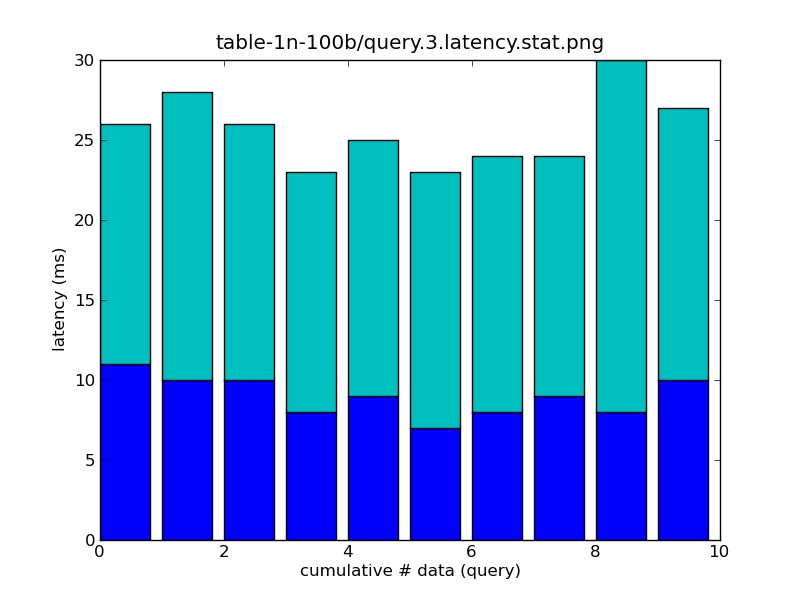 table-1n-100b/query.3.latency.stat.png
30
25
20
15
10
5
0
latency (ms)
0 2 4 6 8 10
cumulative # data (query)